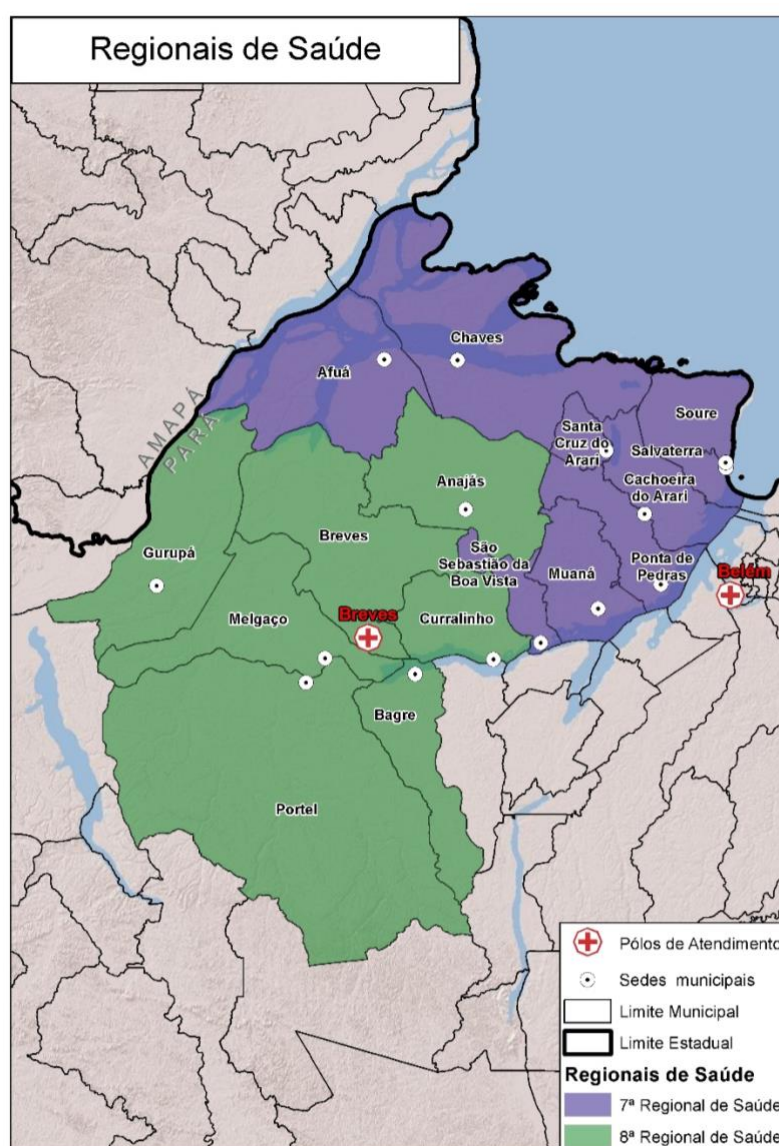 Regionais de Saúde
Chaves
Afuá
Soure
Santa
Cruz do
Arari
Salvaterra
Cachoeira
do Arari
AMAPÁ
PARÁ
Anajás
Breves
São
Sebastião da
Boa Vista
Muaná
Ponta de
Pedras
Belém
Gurupá
Melgaço
Breves
Curralinho
Bagre
Portel
Pólos de Atendimento
Sedes municipais
Limite Municipal
Limite Estadual
Regionais de Saúde
7ª Regional de Saúde
8ª Regional de Saúde